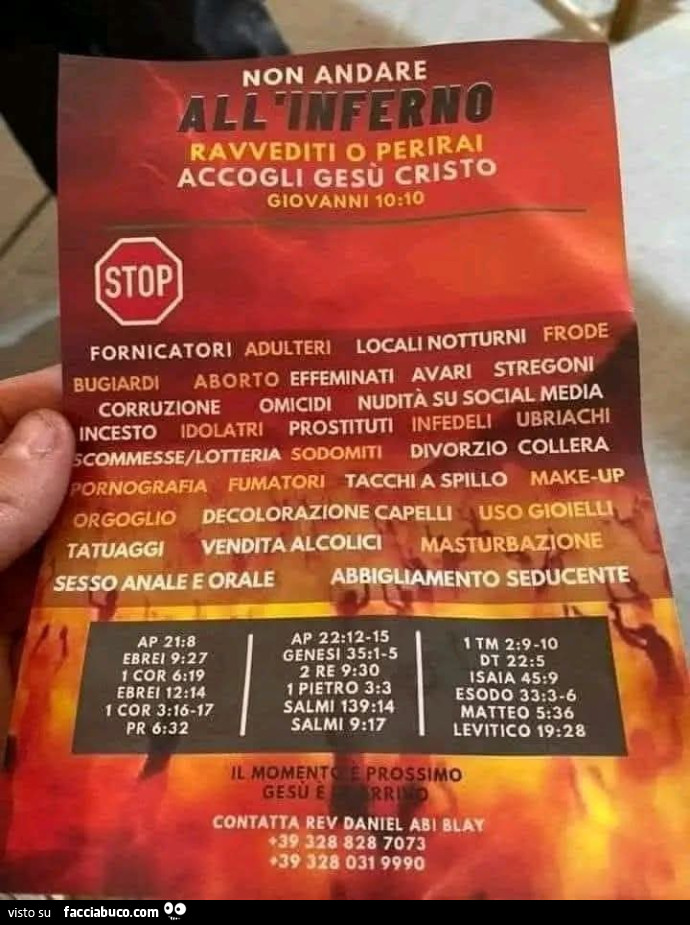 NON ANDARE
ALL'INFERNO
RAVVEDITI O PERIRAI
ACCOGLI GESÙ CRISTO
GIOVANNI 10:10
STOP
FORNICATORI ADULTERI LOCALI NOTTURNI FRODE
BUGIARDI ABORTO EFFEMINATI AVARI STREGONI
CORRUZIONE OMICIDI NUDITÀ SU SOCIAL MEDIA
INCESTO IDOLATRI PROSTITUTI INFEDELI UBRIACHI
SCOMMESSE/LOTTERIA SODOMITI DIVORZIO COLLERA
PORNOGRAFIA FUMATORI TACCHI A SPILLO MAKE-UP
ORGOGLIO DECOLORAZIONE CAPELLI USO GIOIELLI
TATUAGGI VENDITA ALCOLICI MASTURBAZIONE
SESSO ANALE E ORALE ABBIGLIAMENTO SEDUCENTE
AP 21:8
EBREI 9:27
1 COR 6:19
EBREI 12:14
1 COR 3:16-17
PR 6:32
AP 22:12-15
GENESI 35:1-5
2 RE 9:30
1 PIETRO 3:3
SALMI 139:14
SALMI 9:17
1 TM 2:9-10
DT 22:5
ISAIA 45:9
ESODO 33:3-6
MATTEO 5:36
LEVITICO 19:28
IL MOMENTO È PROSSIMO
GESÙ È
CONTATTA REV DANIEL ABI BLAY
+39 328 828 7073
+39 328 031 9990
visto su facciabuco.com